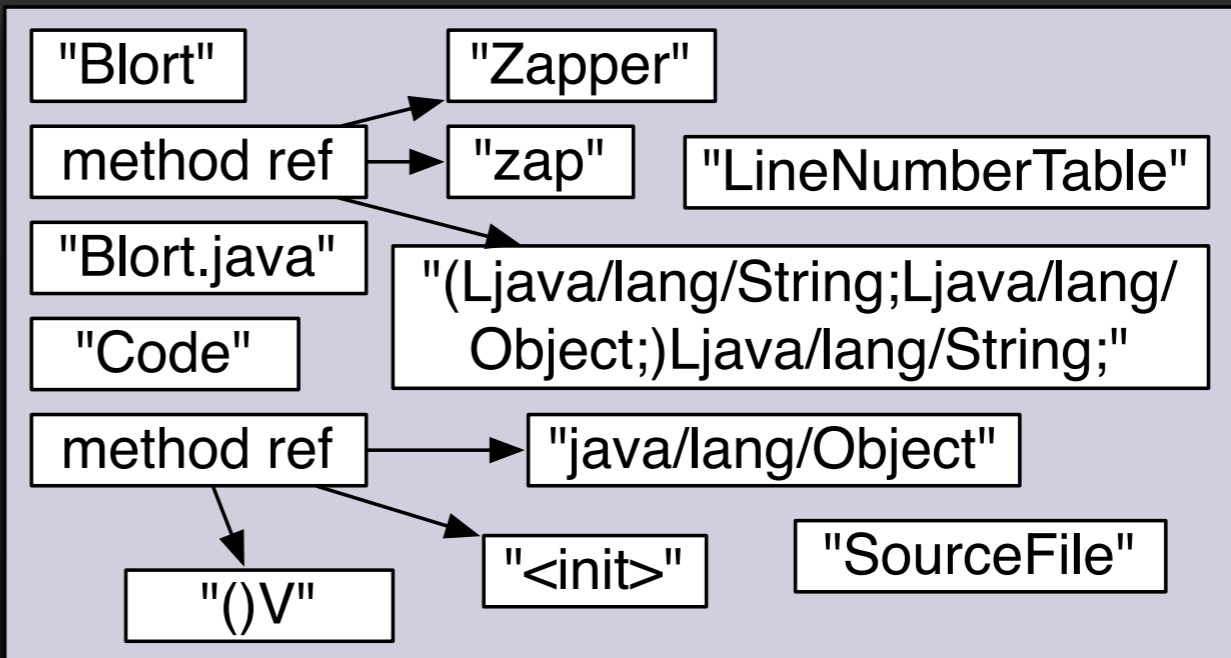 "Blort"
"Zapper"
method ref
"zap"
"LineNumberTable"
"Blort.java"
"(Ljava/lang/String;Ljava/lang/
Object;)Ljava/lang/String;"
"Code"
method ref
"java/lang/Object"
"<init>"
"SourceFile"
"()V"